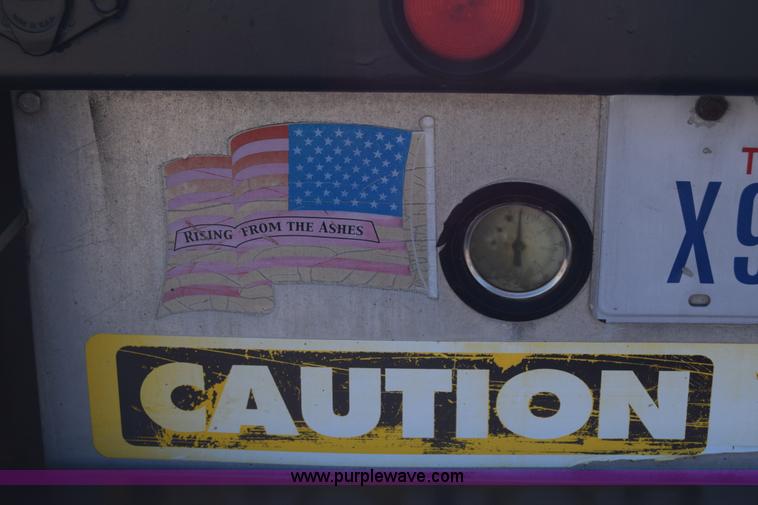 T
X9
RISING FROM THE ASHES
CAUTION
www.purplewave.com